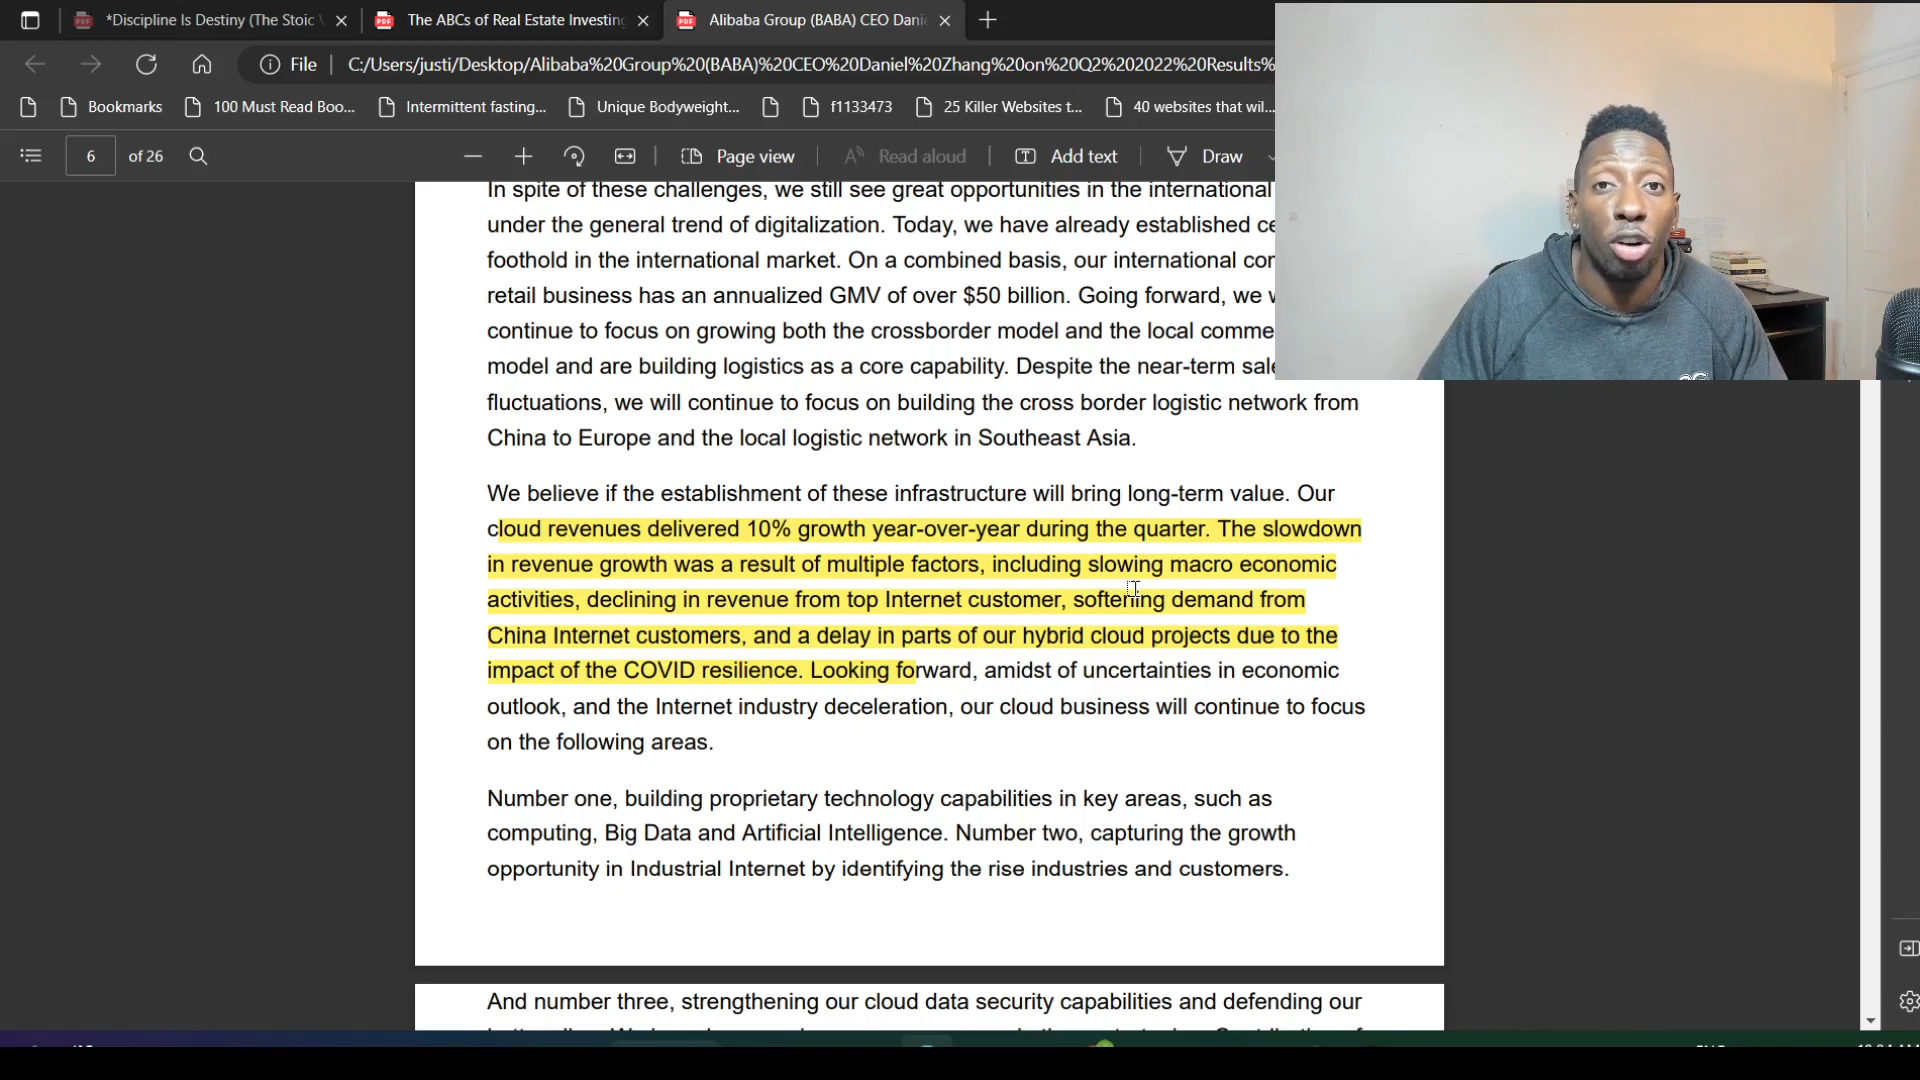 *Discipline Is Destiny (The Stoic
The ABCs of Real Estate Investing
Alibaba Group (BABA) CEO Dani
File
C:/Users/justi/Desktop/Alibaba%20Group%20(BABA)%20CEO%20Daniel%20Zhang%20on%20Q2%202022%20Results%
Bookmarks
100 Must Read Boo...
Intermittent fasting...
Unique Bodyweight...
f1133473
25 Killer Websites t...
40 websites that wil...
6 of 26
Page view
Read aloud
Add text
Draw
In spite of these challenges, we still see great opportunities in the international
under the general trend of digitalization. Today, we have already established ce
foothold in the international market. On a combined basis, our international cor
retail business has an annualized GMV of over $50 billion. Going forward, we w
continue to focus on growing both the crossborder model and the local comme
model and are building logistics as a core capability. Despite the near-term sale
fluctuations, we will continue to focus on building the cross border logistic network from
China to Europe and the local logistic network in Southeast Asia.
We believe if the establishment of these infrastructure will bring long-term value. Our
cloud revenues delivered 10% growth year-over-year during the quarter. The slowdown
in revenue growth was a result of multiple factors, including slowing macro economic
activities, declining in revenue from top Internet customer, softening demand from
China Internet customers, and a delay in parts of our hybrid cloud projects due to the
impact of the COVID resilience. Looking forward, amidst of uncertainties in economic
outlook, and the Internet industry deceleration, our cloud business will continue to focus
on the following areas.
Number one, building proprietary technology capabilities in key areas, such as
computing, Big Data and Artificial Intelligence. Number two, capturing the growth
opportunity in Industrial Internet by identifying the rise industries and customers.
And number three, strengthening our cloud data security capabilities and defending our